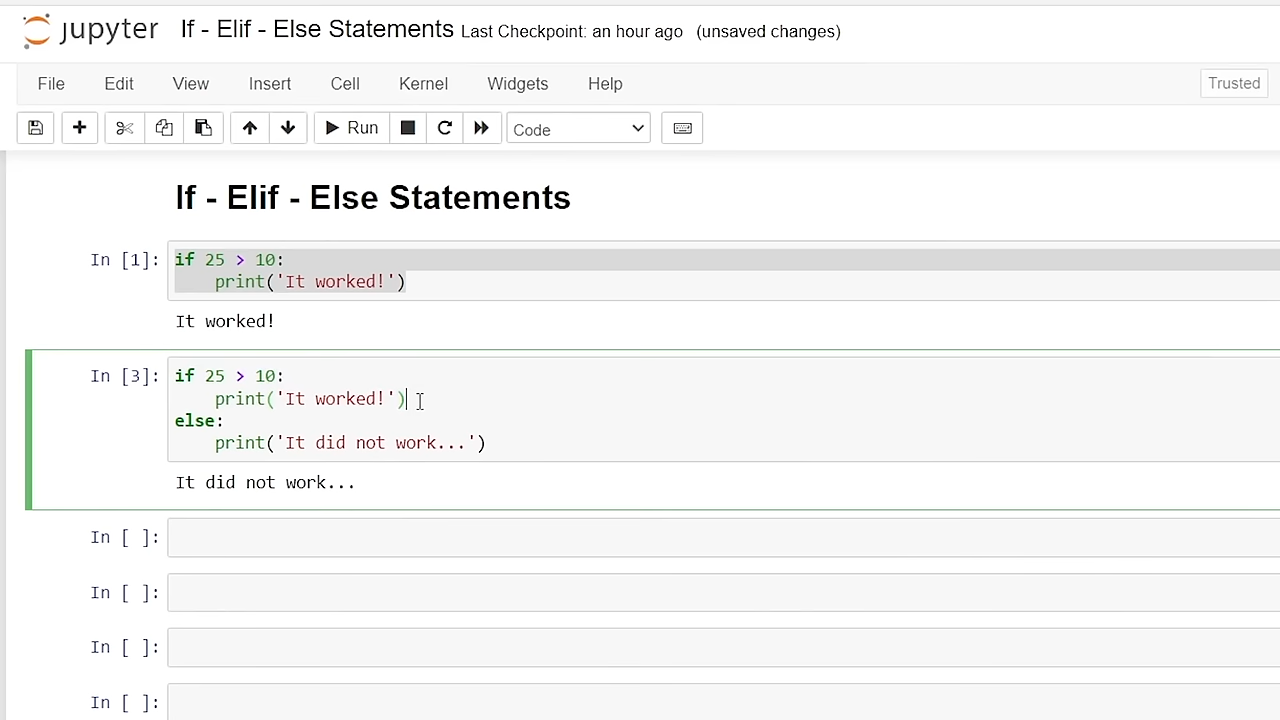 jupyter If - Elif - Else Statements Last Checkpoint: an hour ago (unsaved changes)
File Edit View Insert Cell Kernel Widgets Help Trusted
Run Code
If - Elif - Else Statements
In [1]: if 25 > 10:
print('It worked!')
It worked!
In [3]: if 25 > 10:
print('It worked!')
else:
print('It did not work...')
It did not work...
In [ ]:
In [ ]:
In [ ]:
In [ ]: